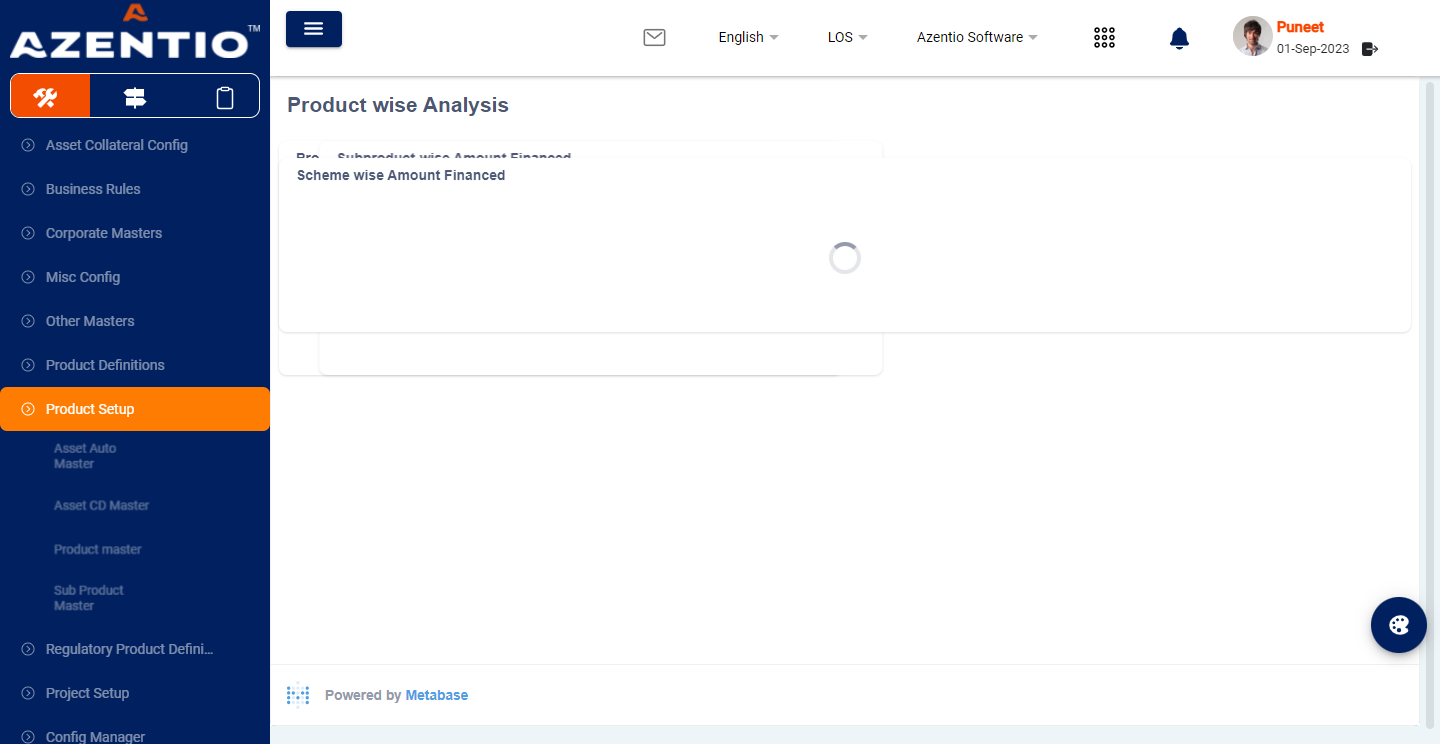 AZENTIO™
English
LOS
Azentio Software
Puneet
01-Sep-2023
Asset Collateral Config
Business Rules
Corporate Masters
Misc Config
Other Masters
Product Definitions
Product Setup
Asset Auto
Master
Asset CD Master
Product master
Sub Product
Master
Regulatory Product Defini...
Project Setup
Config Manager
Product wise Analysis
Pro
Subproduct wise Amount Financed
Scheme wise Amount Financed
Powered by Metabase